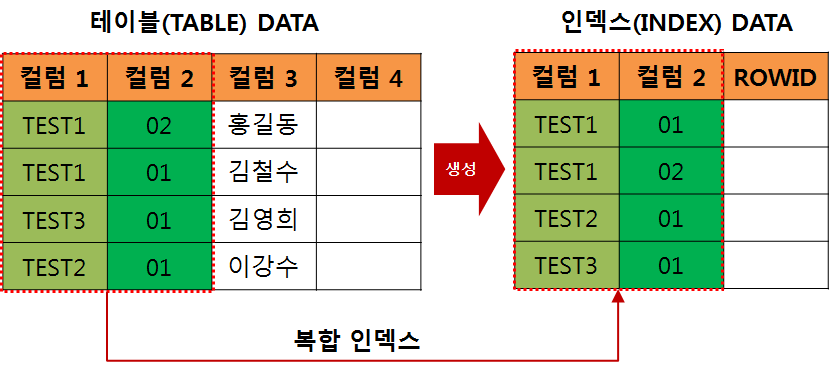 테이블(TABLE) DATA
컬럼 1 컬럼 2 컬럼 3 컬럼 4
TEST1 02 홍길동
TEST1 01 김철수
TEST3 01 김영희
TEST2 01 이강수
생성
인덱스(INDEX) DATA
컬럼 1 컬럼 2 ROWID
TEST1 01
TEST1 02
TEST2 01
TEST3 01
복합 인덱스